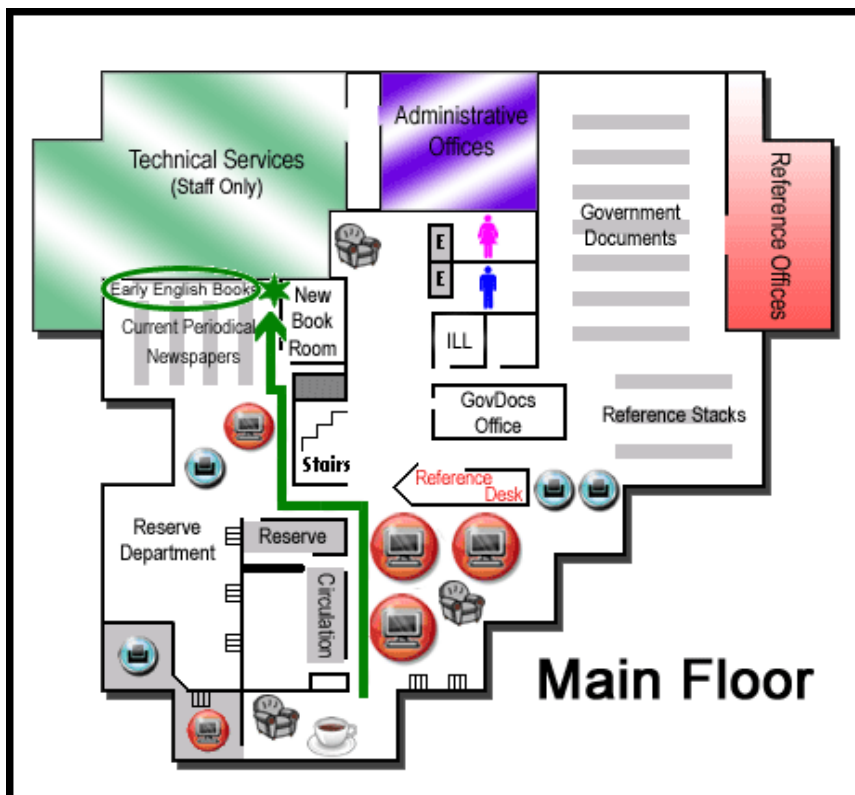 Technical Services
(Staff Only)
Administrative
Offices
Government
Documents
Reference Offices
E
E
Early English Books
Current Periodical
Newspapers
New
Book
Room
ILL
GovDocs
Office
Reference Stacks
Stairs
Reference
Desk
Reserve
Department
Reserve
Circulation
Main Floor